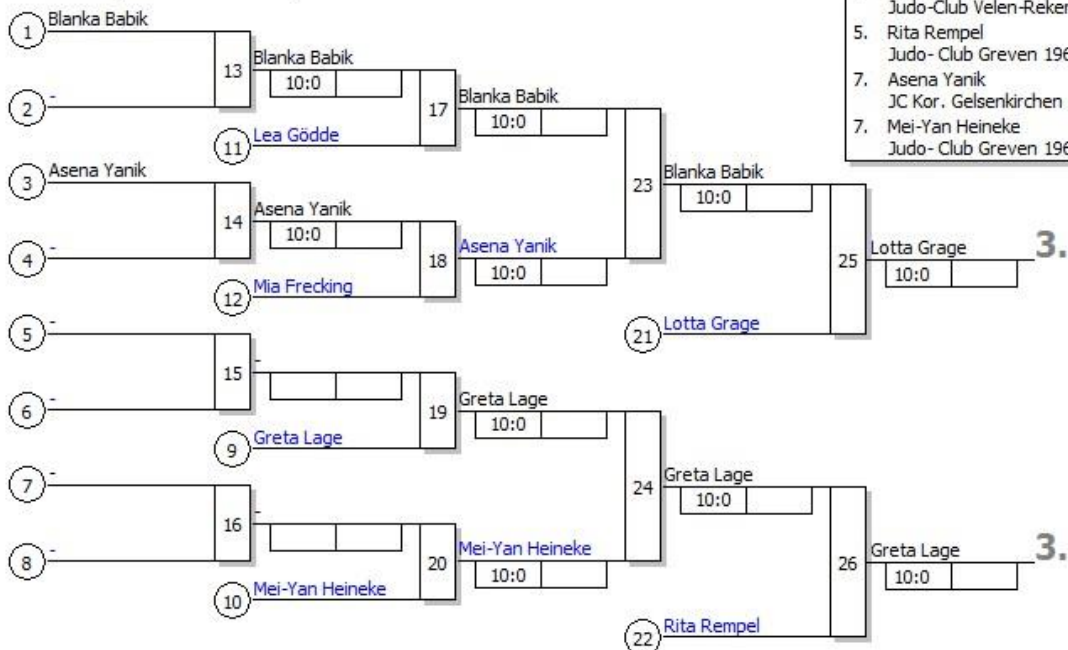 Judo-Club Velen-Reken
5. Rita Rempel
Judo-Club Greven 196
7. Asena Yanik
JC Kor. Gelsenkirchen
7. Mei-Yan Heineke
Judo-Club Greven 196
1 Blanka Babik
13 Blanka Babik
10:0
2 -
17 Blanka Babik
10:0
11 Lea Gödde
3 Asena Yanik
23 Blanka Babik
10:0
14 Asena Yanik
10:0
4 -
18 Asena Yanik
10:0
25 Lotta Grage 3.
10:0
12 Mia Frecking
5 -
21 Lotta Grage
15 -
6 -
19 Greta Lage
10:0
9 Greta Lage
7 -
24 Greta Lage
10:0
16 -
8 -
20 Mei-Yan Heineke
10:0
26 Greta Lage 3.
10:0
10 Mei-Yan Heineke
22 Rita Rempel